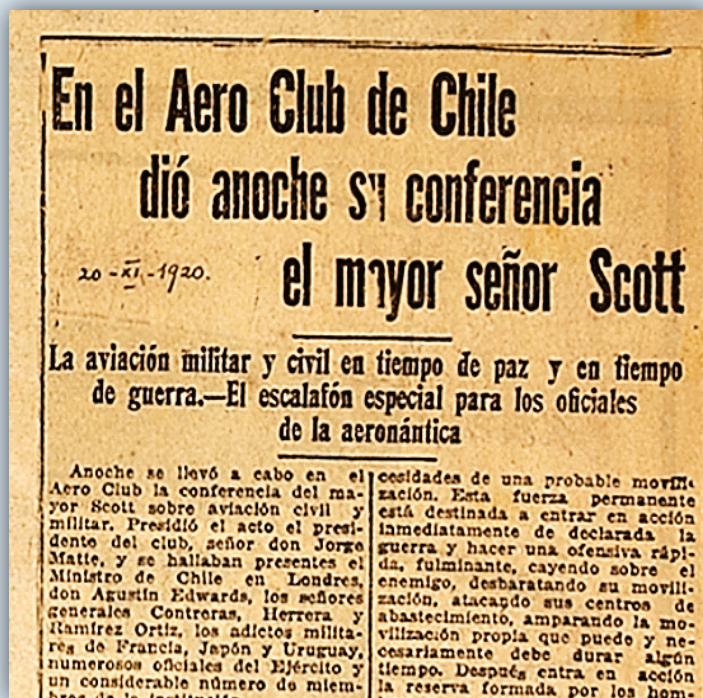 En el Aero Club de Chile
dió anoche su conferencia
20-XI-1920.
el mayor señor Scott
La aviación militar y civil en tiempo de paz y en tiempo
de guerra.—El escalafón especial para los oficiales
de la aeronántica
Anoche se llevó a cabo en el
Aero Club la conferencia del ma-
yor Scott sobre aviación civil y
militar. Presidió el acto el presi-
dente del club, señor don Jorge
Matte, y se hallaban presentes el
Ministro de Chile en Londres,
don Agustín Edwards, los señores
generales Contreras, Herrera y
Ramírez Ortiz, los adictos milita-
res de Francia, Japón y Uruguay,
numerosos oficiales del Ejército y
un considerable número de miem-
bros de la institución
cesidades de una probable movili-
zación. Esta fuerza permanente
está destinada a entrar en acción
inmediatamente de declarada la
guerra y hacer una ofensiva rápi-
da, fulminante, cayendo sobre el
enemigo, desbaratando su movili-
zación, atacando sus centros de
abastecimiento, amparando la mo-
vilización propia que puede y ne-
cesariamente debe durar algún
tiempo. Después entra en acción
la reserva formada por los hom-